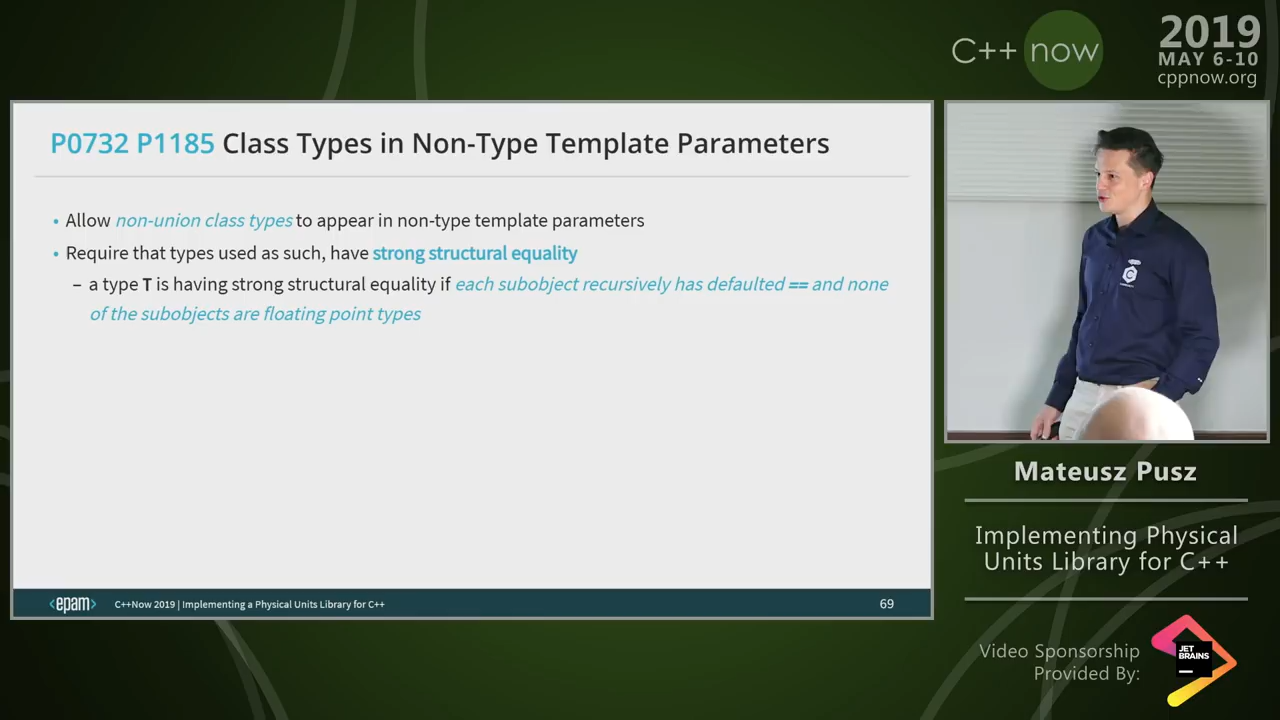 C++ now
2019
MAY 6-10
cppnow.org
P0732 P1185 Class Types in Non-Type Template Parameters
• Allow non-union class types to appear in non-type template parameters
• Require that types used as such, have strong structural equality
– a type T is having strong structural equality if each subobject recursively has defaulted == and none
of the subobjects are floating point types
<epam> C++Now 2019 | Implementing a Physical Units Library for C++ 69
Mateusz Pusz
Implementing Physical
Units Library for C++
Video Sponsorship
Provided By:
JET
BRAINS